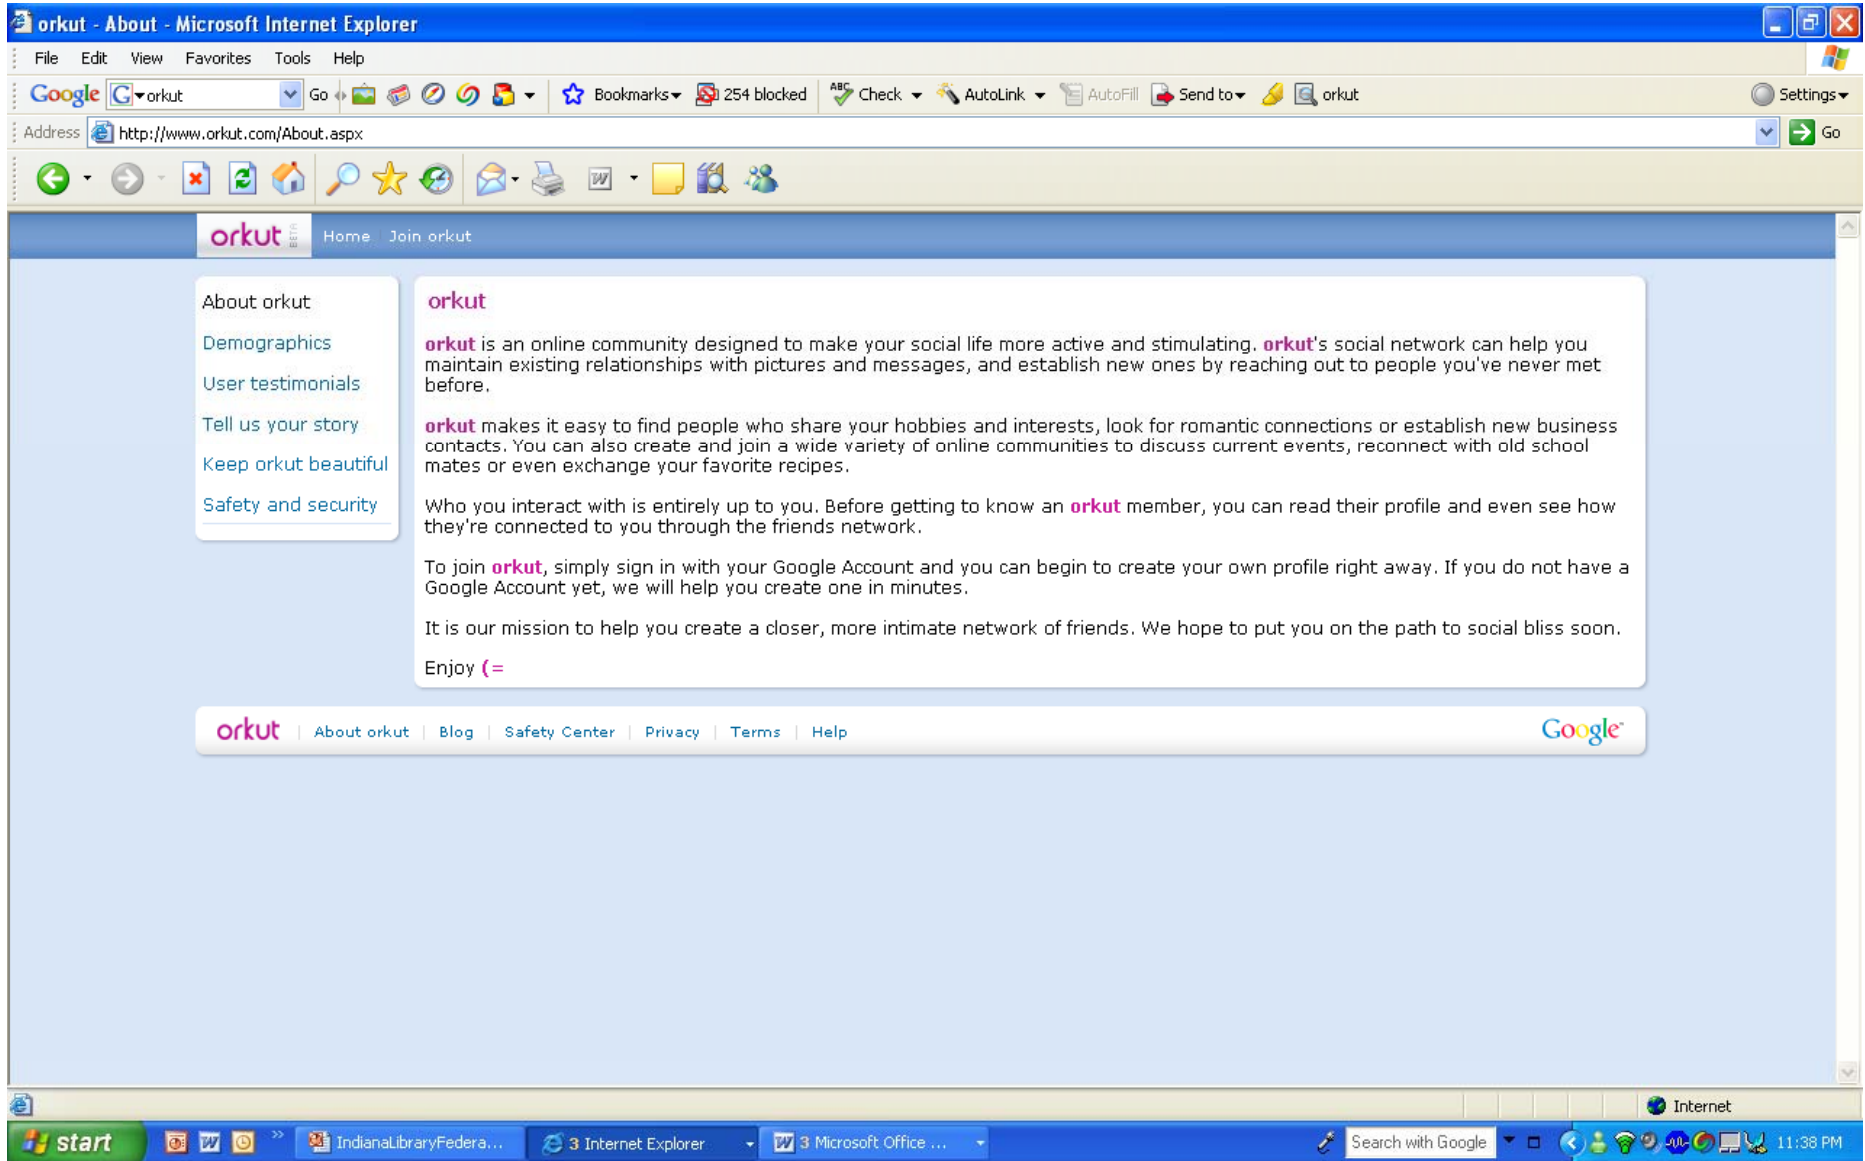 orkut - About - Microsoft Internet Explorer
File Edit View Favorites Tools Help
Google G orkut Go Bookmarks 254 blocked ABC Check AutoLink AutoFill Send to orkut Settings
Address http://www.orkut.com/About.aspx Go
W
orkut BETA Home Join orkut
About orkut
Demographics
User testimonials
Tell us your story
Keep orkut beautiful
Safety and security
orkut
orkut is an online community designed to make your social life more active and stimulating. orkut's social network can help you
maintain existing relationships with pictures and messages, and establish new ones by reaching out to people you've never met
before.
orkut makes it easy to find people who share your hobbies and interests, look for romantic connections or establish new business
contacts. You can also create and join a wide variety of online communities to discuss current events, reconnect with old school
mates or even exchange your favorite recipes.
Who you interact with is entirely up to you. Before getting to know an orkut member, you can read their profile and even see how
they're connected to you through the friends network.
To join orkut, simply sign in with your Google Account and you can begin to create your own profile right away. If you do not have a
Google Account yet, we will help you create one in minutes.
It is our mission to help you create a closer, more intimate network of friends. We hope to put you on the path to social bliss soon.
Enjoy (=
orkut | About orkut | Blog | Safety Center | Privacy | Terms | Help Google
Internet
start W IndianaLibraryFedera... 3 Internet Explorer W 3 Microsoft Office ... Search with Google 11:38 PM